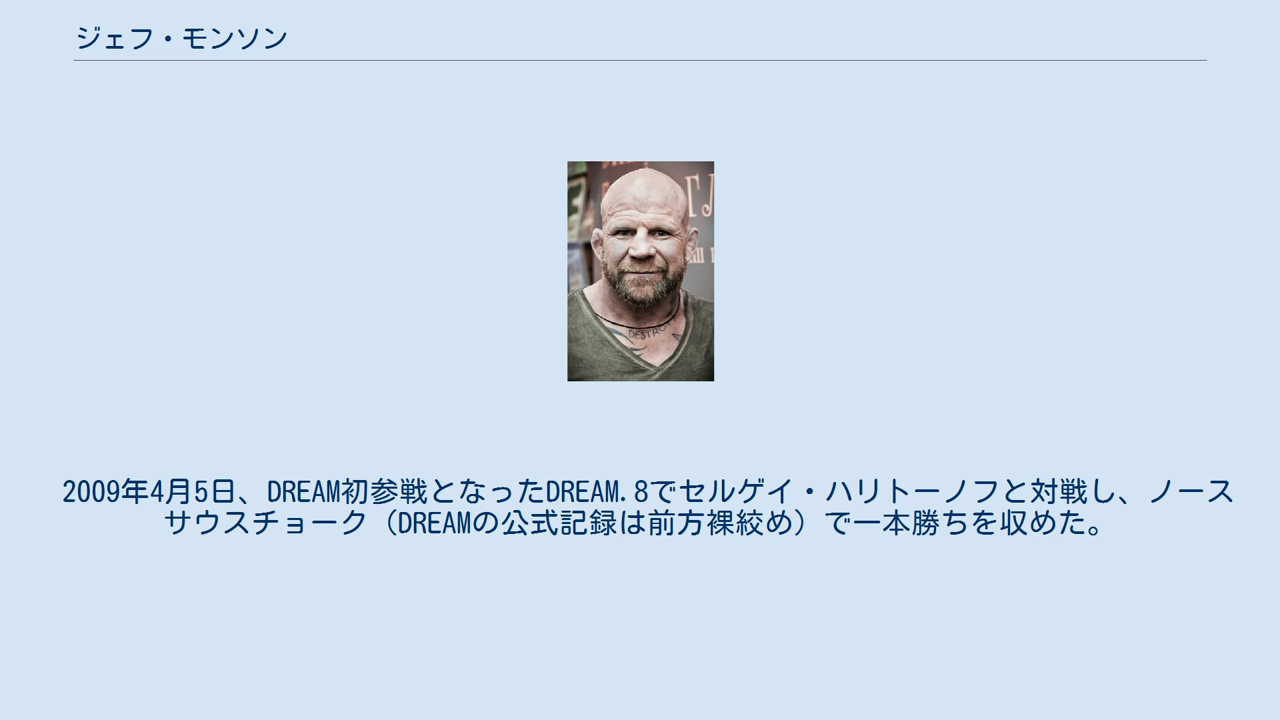 ジェフ・モンソン
DESTROY
2009年4月5日、DREAM初参戦となったDREAM.8でセルゲイ・ハリトーノフと対戦し、ノース
サウスチョーク（DREAMの公式記録は前方裸絞め）で一本勝ちを収めた。